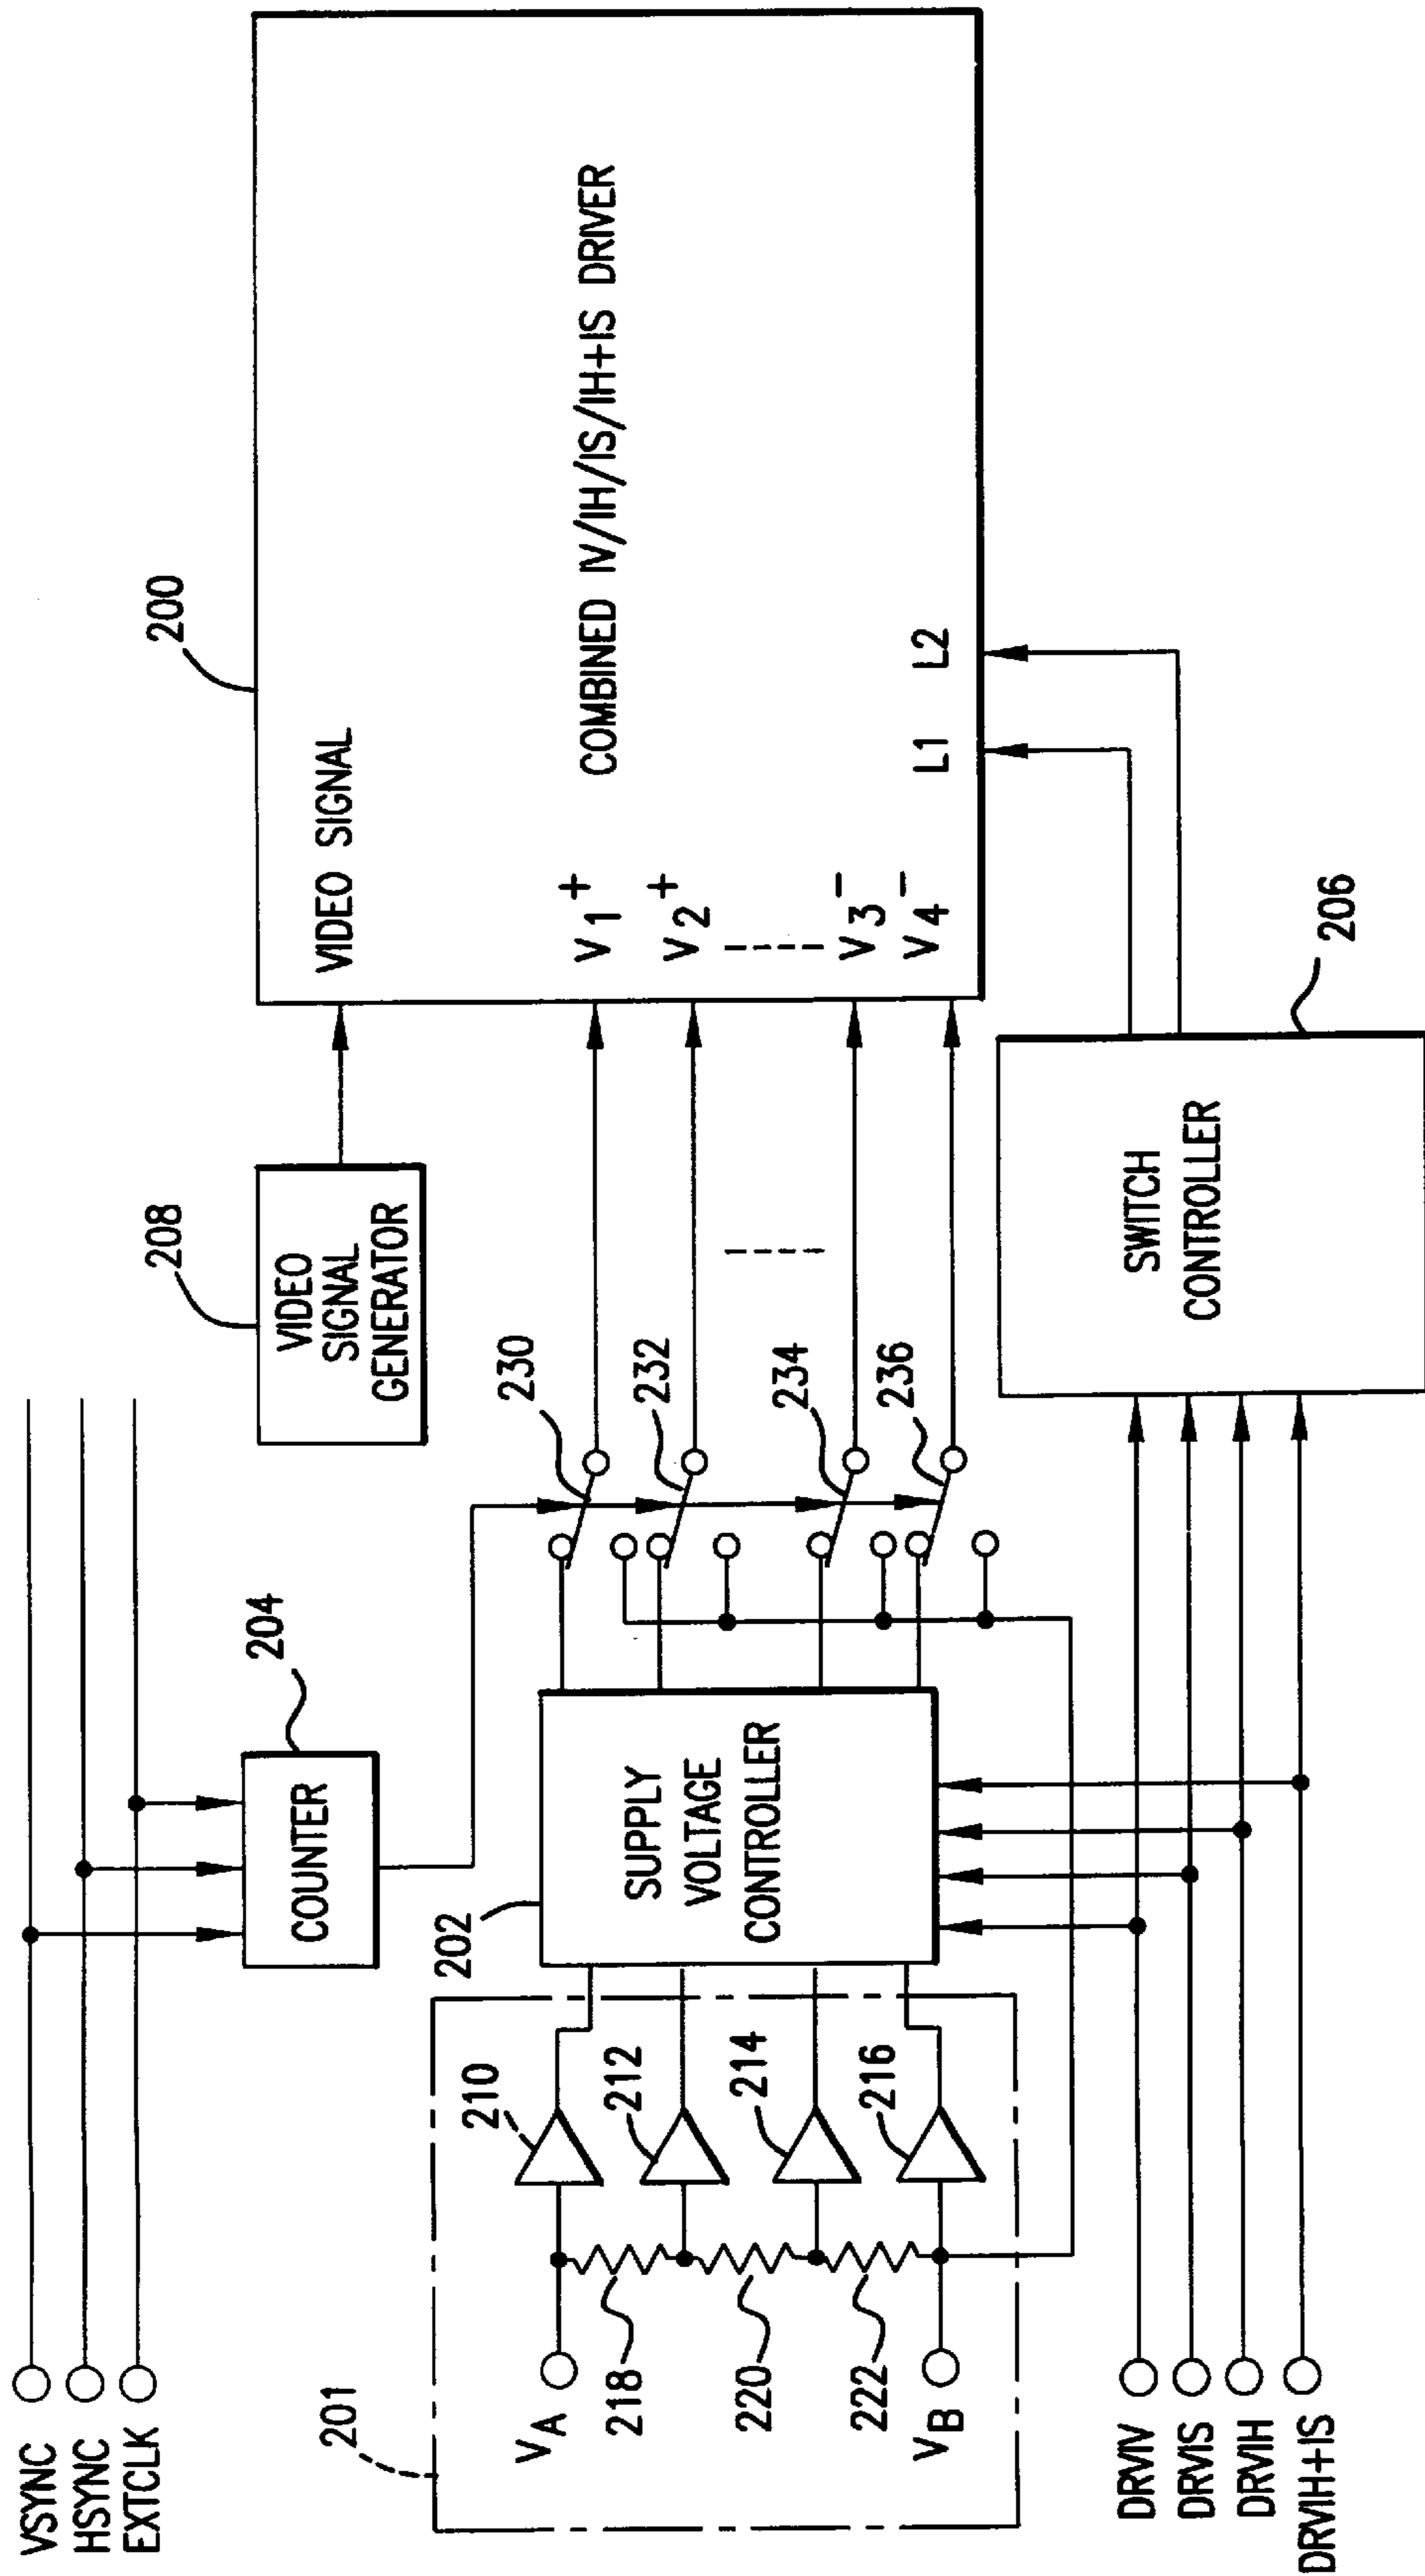 VSYNC
HSYNC
EXTCLK
204
COUNTER
208
VIDEO
SIGNAL
GENERATOR
200
VIDEO SIGNAL
COMBINED IV/IH/IS/IH+IS DRIVER
V1+
V2+
V3-
V4-
L1
L2
201
VA
VB
210
212
214
216
218
220
222
202
SUPPLY
VOLTAGE
CONTROLLER
230
232
234
236
206
SWITCH
CONTROLLER
DRVIV
DRVIS
DRVIH
DRVIH+IS